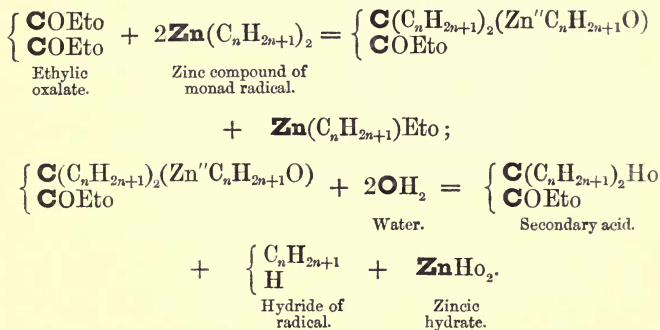 { COEto + 2Zn(CₙH₂ₙ₊₁)₂ = { C(CₙH₂ₙ₊₁)₂(Zn″CₙH₂ₙ₊₁O)
COEto COEto
Ethylic Zinc compound of
oxalate. monad radical.
+ Zn(CₙH₂ₙ₊₁)Eto ;
{ C(CₙH₂ₙ₊₁)₂(Zn″CₙH₂ₙ₊₁O) + 2OH₂ = { C(CₙH₂ₙ₊₁)₂Ho
COEto COEto
Water. Secondary acid.
+ { CₙH₂ₙ₊₁ + ZnHo₂.
H
Hydride of Zincic
radical. hydrate.